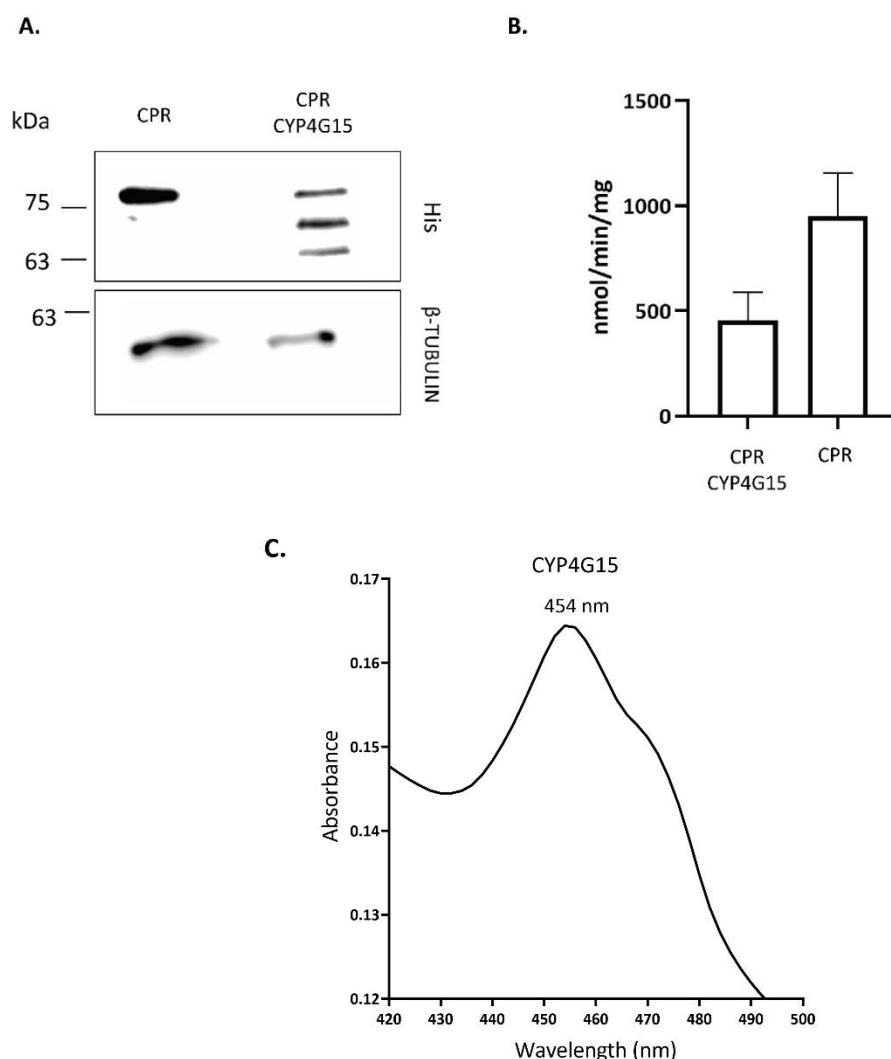 A.
kDa
CPR
CPR
CYP4G15
75
63
His
63
β-TUBULIN
B.
nmol/min/mg
1500
1000
500
0
CPR
CYP4G15
CPR
C.
CYP4G15
454 nm
Absorbance
0.17
0.16
0.15
0.14
0.13
0.12
420 430 440 450 460 470 480 490 500
Wavelength (nm)